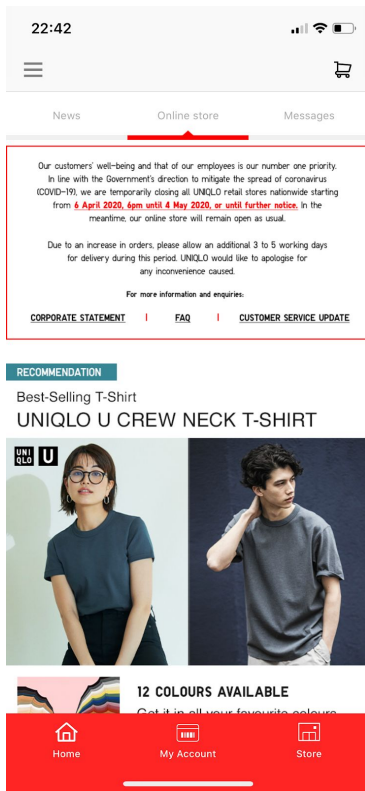 22:42
News
Online store
Messages
Our customers' well-being and that of our employees is our number one priority.
In line with the Government's direction to mitigate the spread of coronavirus
(COVID-19), we are temporarily closing all UNIQLO retail stores nationwide starting
from 6 April 2020, 6pm until 4 May 2020, or until further notice. In the
meantime, our online store will remain open as usual.
Due to an increase in orders, please allow an additional 3 to 5 working days
for delivery during this period. UNIQLO would like to apologise for
any inconvenience caused.
For more information and enquiries:
CORPORATE STATEMENT | FAQ | CUSTOMER SERVICE UPDATE
RECOMMENDATION
Best-Selling T-Shirt
UNIQLO U CREW NECK T-SHIRT
UNI
QLO
U
12 COLOURS AVAILABLE
Get it in all your favourite colours
Home
My Account
Store